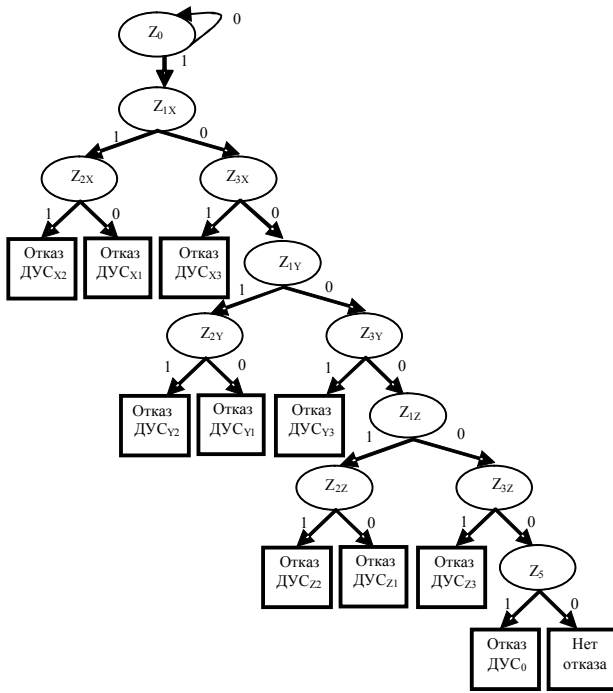 Z0
0
1
Z1X
1
0
Z2X
Z3X
1
0
1
0
Отказ
ДУСX2
Отказ
ДУСX1
Отказ
ДУСX3
Z1Y
1
0
Z2Y
Z3Y
1
0
1
0
Отказ
ДУСY2
Отказ
ДУСY1
Отказ
ДУСY3
Z1Z
1
0
Z2Z
Z3Z
1
0
1
0
Отказ
ДУСZ2
Отказ
ДУСZ1
Отказ
ДУСZ3
Z5
1
0
Отказ
ДУС0
Нет
отказа